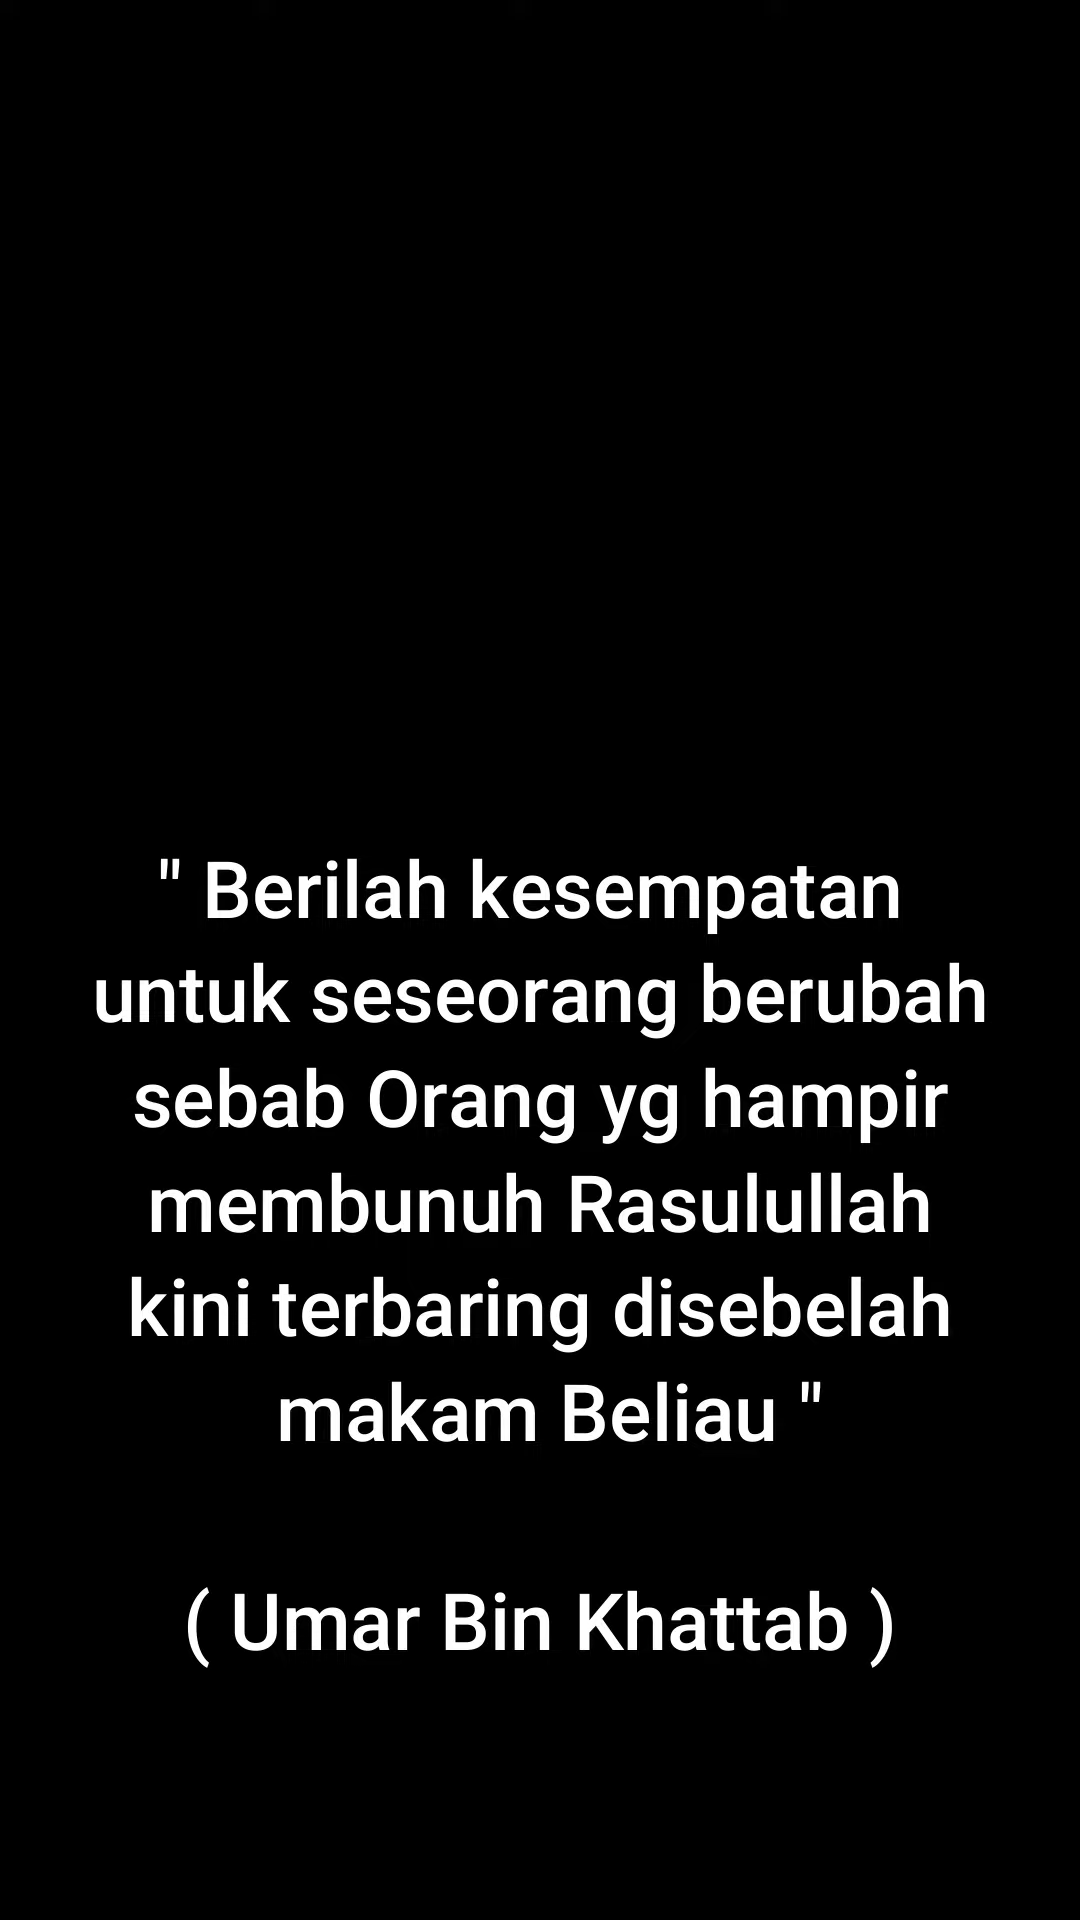 " Berilah kesempatan
untuk seseorang berubah
sebab Orang yg hampir
membunuh Rasulullah
kini terbaring disebelah
makam Beliau "
( Umar Bin Khattab )